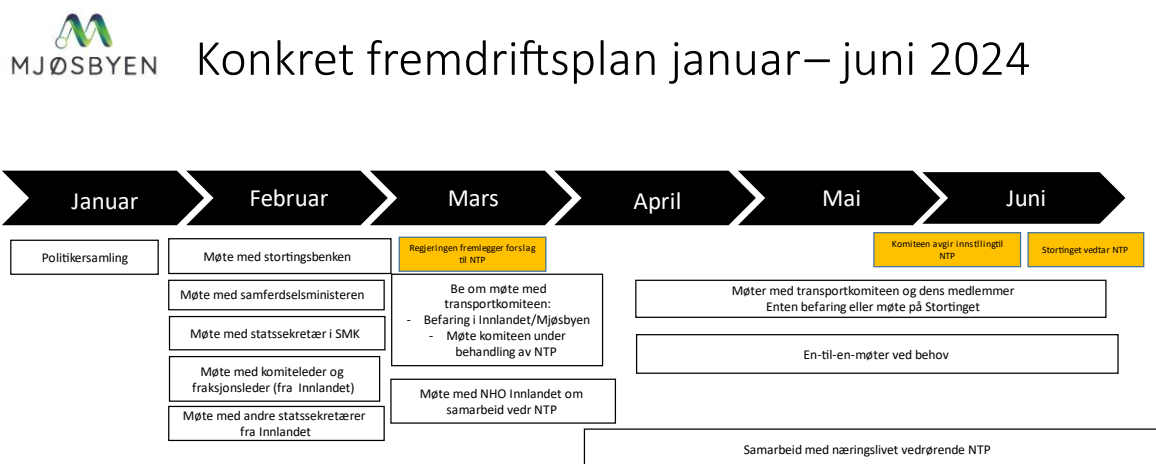 MJØSBYEN
Konkret fremdriftsplan januar– juni 2024
Januar
Februar
Mars
April
Mai
Juni
Politikersamling
Møte med stortingsbenken
Møte med samferdselsministeren
Møte med statssekretær i SMK
Møte med komiteleder og
fraksjonsleder (fra Innlandet)
Møte med andre statssekretærer
fra Innlandet
Regjeringen fremlegger forslag
til NTP
Be om møte med
transportkomiteen:
- Befaring i Innlandet/Mjøsbyen
- Møte komiteen under
behandling av NTP
Møte med NHO Innlandet om
samarbeid vedr NTP
Komiteen avgir innstllingtil
NTP
Stortinget vedtar NTP
Møter med transportkomiteen og dens medlemmer
Enten befaring eller møte på Stortinget
En-til-en-møter ved behov
Samarbeid med næringslivet vedrørende NTP